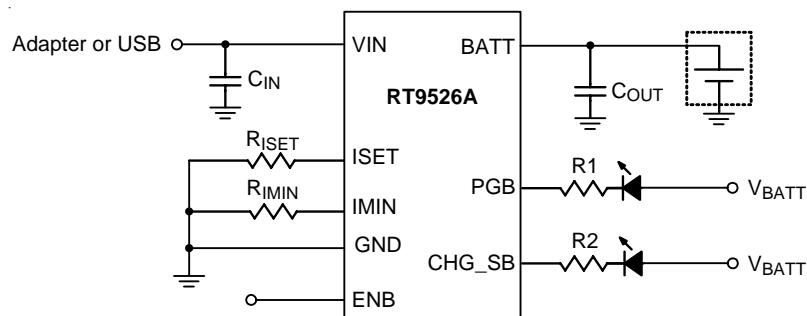 Adapter or USB
VIN
BATT
CIN
RT9526A
COUT
RISET
ISET
RIMIN
IMIN
PGB
R1
VBATT
GND
CHG_SB
R2
VBATT
ENB